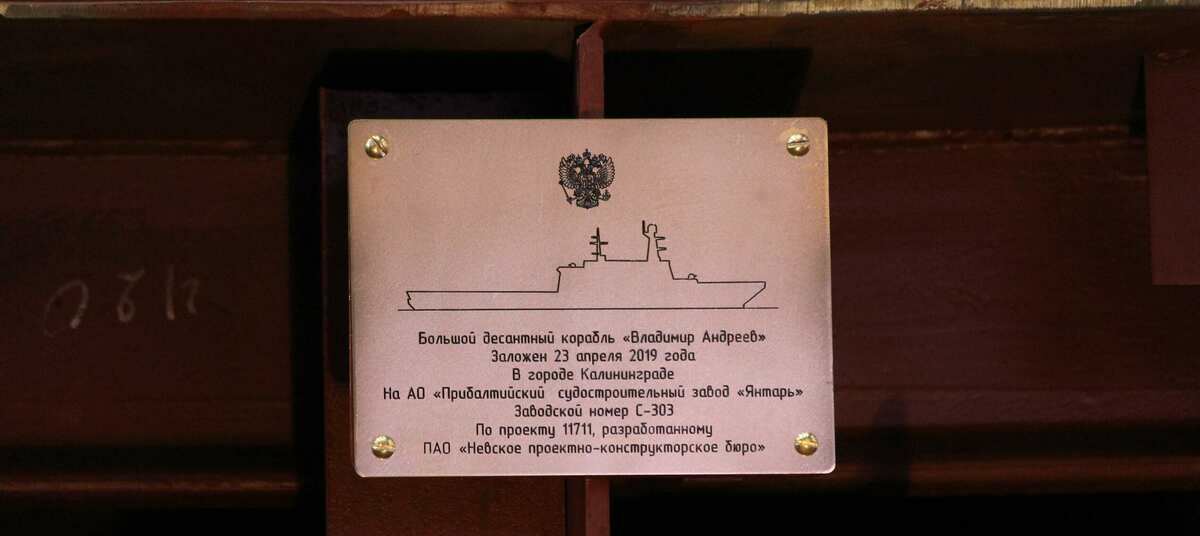 Большой десантный корабль «Владимир Андреев»
Заложен 23 апреля 2019 года
В городе Калининграде
На АО «Прибалтийский судостроительный завод «Янтарь»
Заводской номер С-303
По проекту 11711, разработанному
ПАО «Невское проектно-конструкторское бюро»